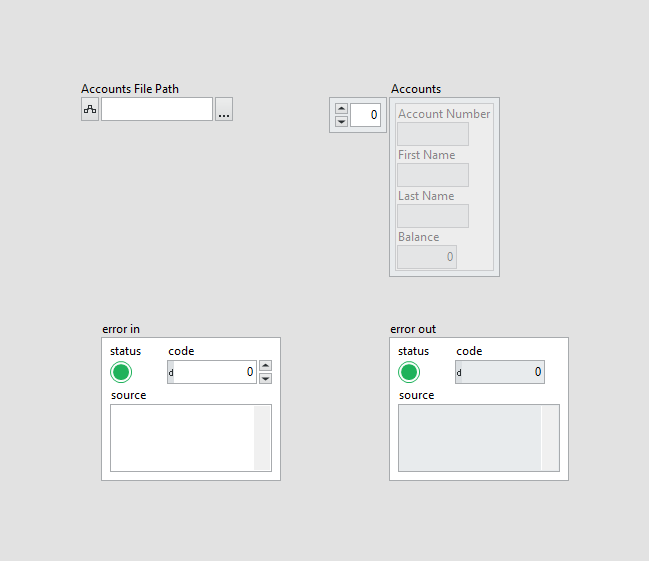 Accounts File Path
...
Accounts
0
Account Number
First Name
Last Name
Balance
0
error in
status
code
d 0
source
error out
status
code
d 0
source